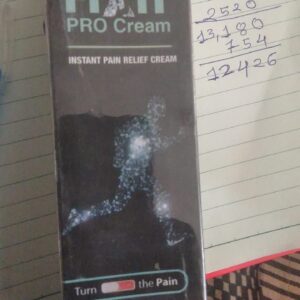 PRO Cream
INSTANT PAIN RELIEF CREAM
Turn the Pain
2520
13,180
754
12426